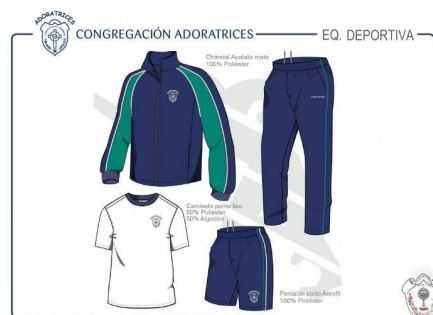 ADORATRICES
CONGREGACIÓN ADORATRICES
EQ. DEPORTIVA
Chándal Acetato mate
100% Poliéster
Camiseta punto liso
50% Poliéster
50% Algodón
Pantalón corto Aerofil
100% Poliéster